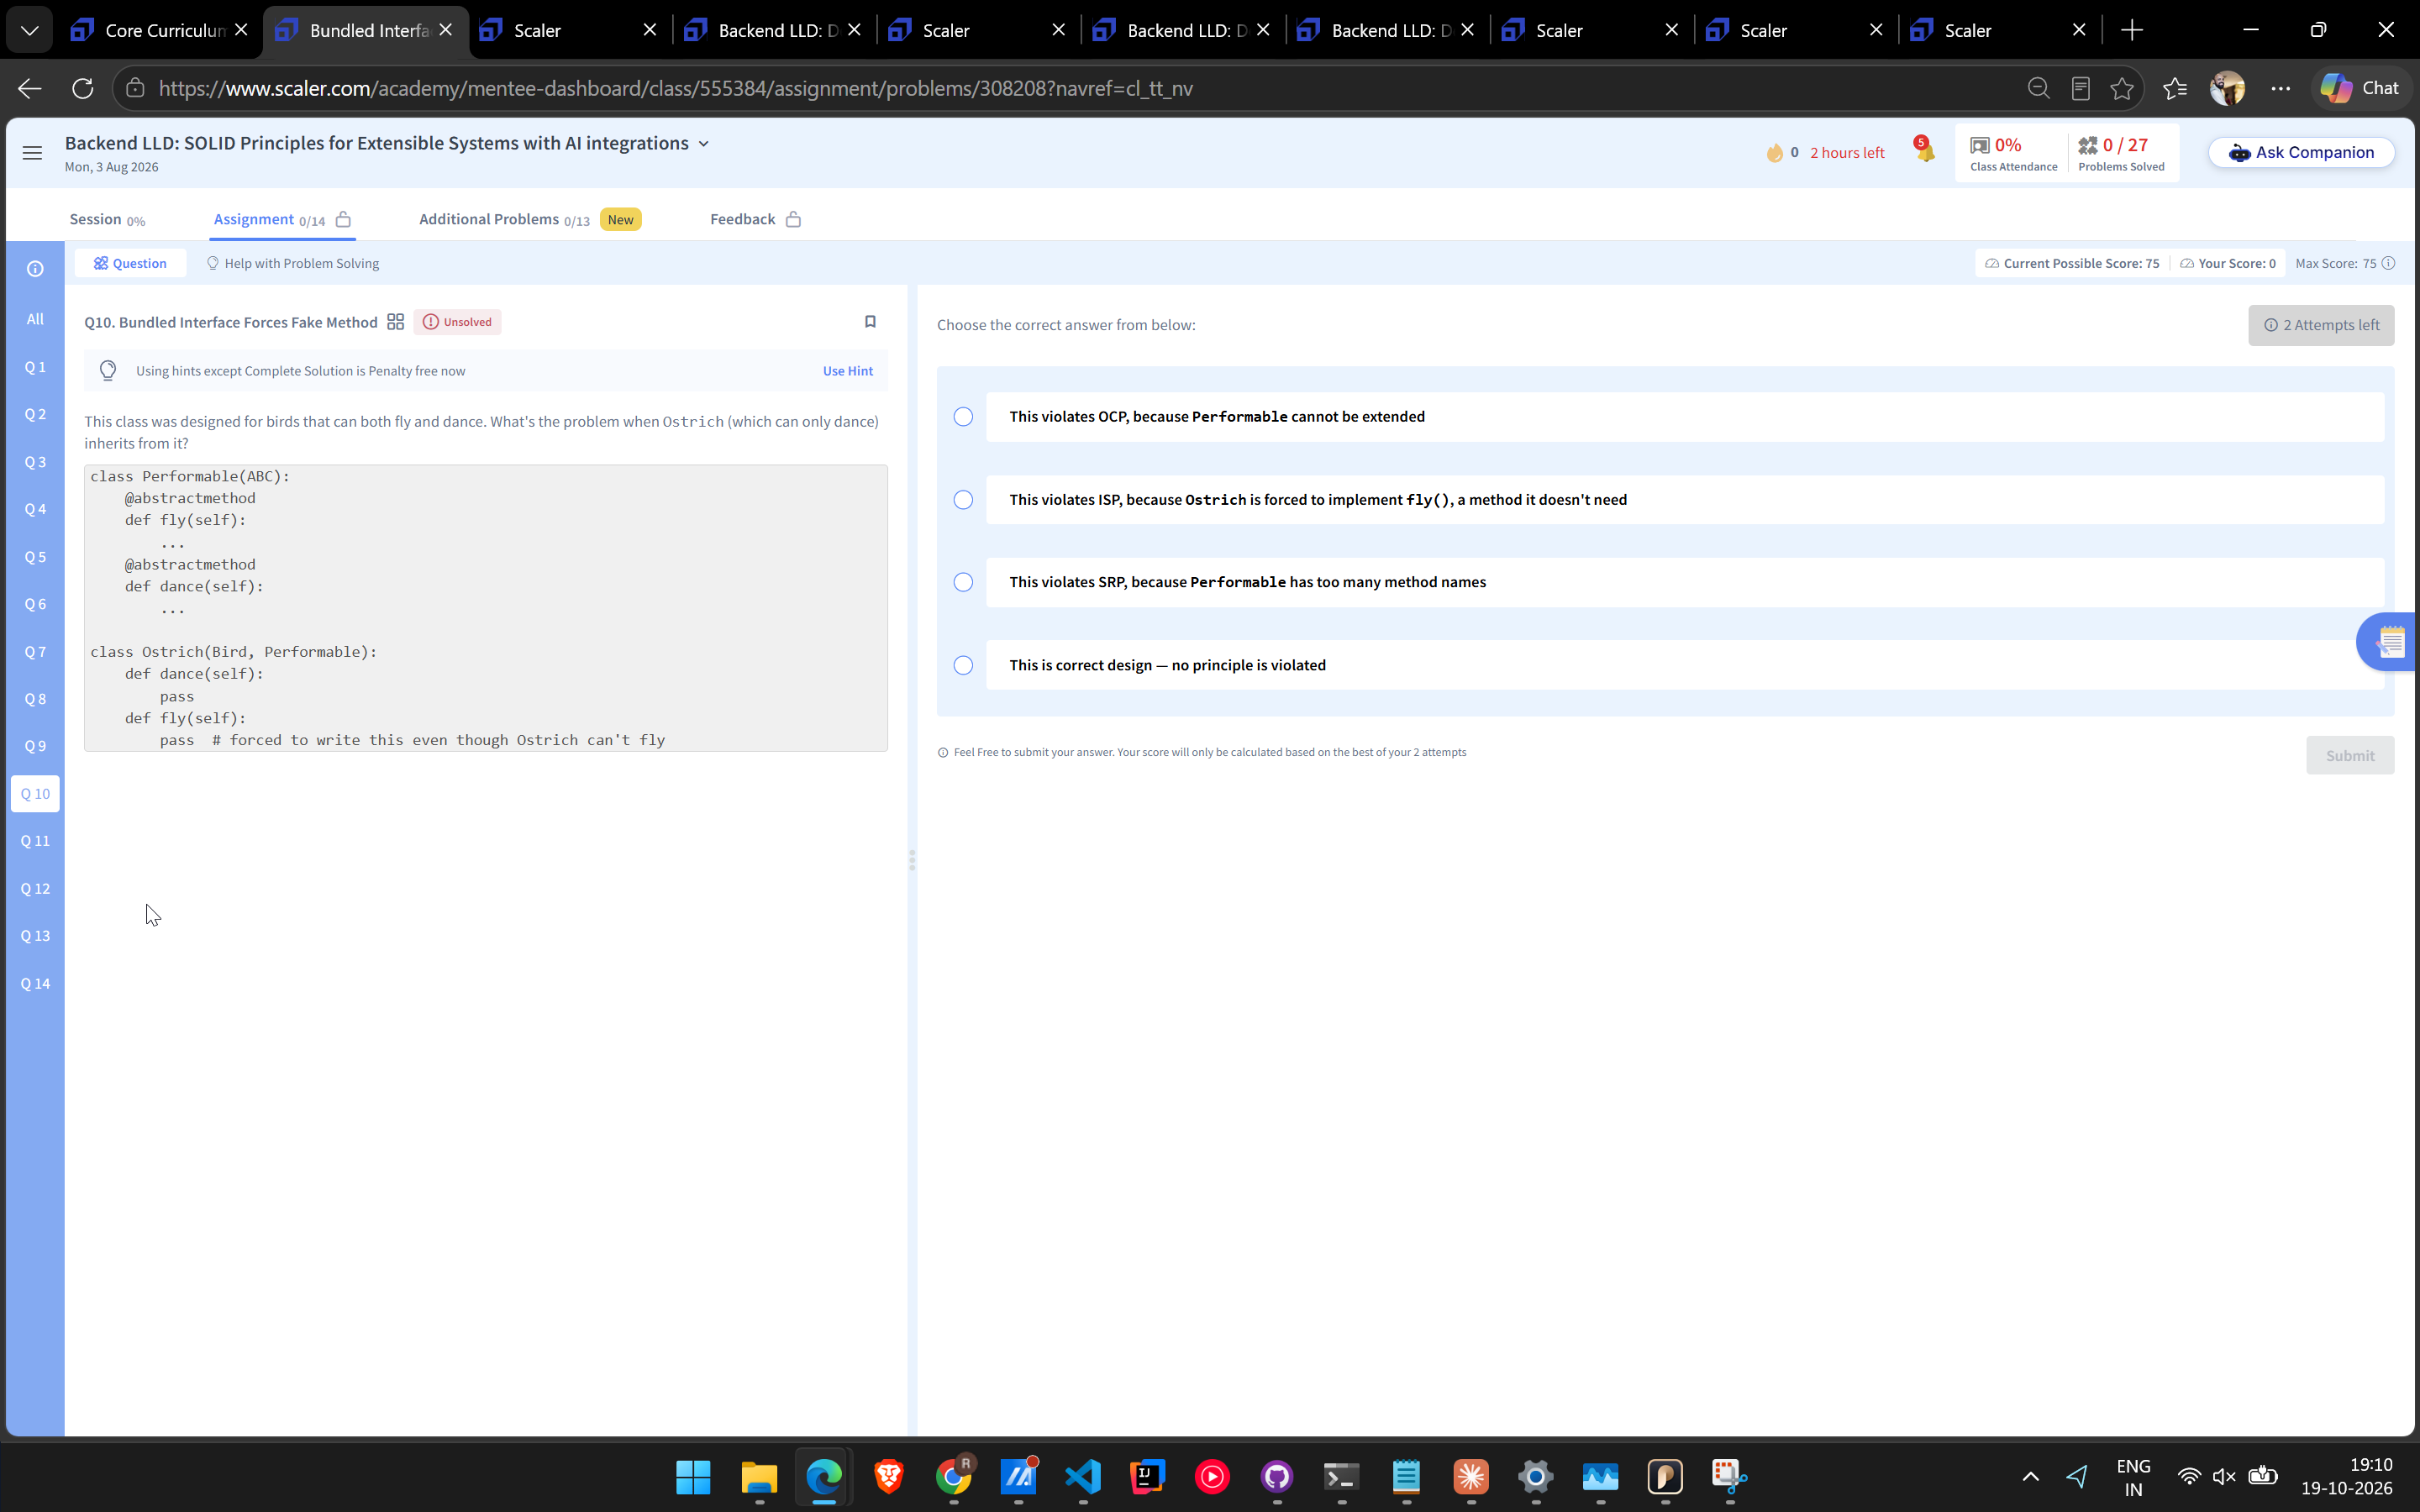 Core Curriculum
Bundled Interfa
Scaler
Backend LLD: D
Scaler
Backend LLD: D
Backend LLD: D
Scaler
Scaler
Scaler
https://www.scaler.com/academy/mentee-dashboard/class/555384/assignment/problems/308208?navref=cl_tt_nv
Chat
Backend LLD: SOLID Principles for Extensible Systems with AI integrations
Mon, 3 Aug 2026
0 2 hours left
5
0%
Class Attendance
0 / 27
Problems Solved
Ask Companion
Session 0%
Assignment 0/14
Additional Problems 0/13 New
Feedback
Question
Help with Problem Solving
Current Possible Score: 75
Your Score: 0
Max Score: 75
All
Q 1
Q 2
Q 3
Q 4
Q 5
Q 6
Q 7
Q 8
Q 9
Q 10
Q 11
Q 12
Q 13
Q 14
Q10. Bundled Interface Forces Fake Method
Unsolved
Using hints except Complete Solution is Penalty free now
Use Hint
This class was designed for birds that can both fly and dance. What's the problem when Ostrich (which can only dance)
inherits from it?
class Performable(ABC):
    @abstractmethod
    def fly(self):
        ...
    @abstractmethod
    def dance(self):
        ...
class Ostrich(Bird, Performable):
    def dance(self):
        pass
    def fly(self):
        pass  # forced to write this even though Ostrich can't fly
Choose the correct answer from below:
2 Attempts left
This violates OCP, because Performable cannot be extended
This violates ISP, because Ostrich is forced to implement fly(), a method it doesn't need
This violates SRP, because Performable has too many method names
This is correct design — no principle is violated
Feel Free to submit your answer. Your score will only be calculated based on the best of your 2 attempts
Submit
R
IJ
ENG
IN
19:10
19-10-2026